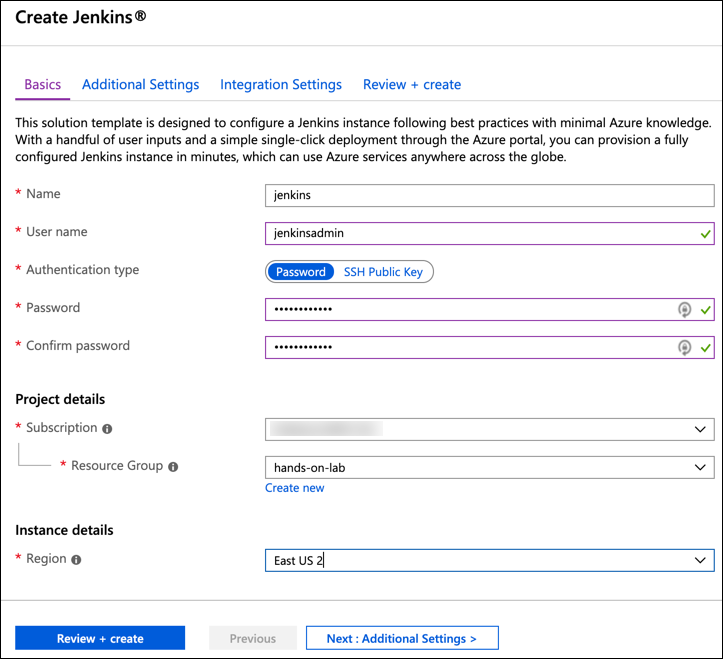 Create Jenkins®
Basics Additional Settings Integration Settings Review + create
This solution template is designed to configure a Jenkins instance following best practices with minimal Azure knowledge.
With a handful of user inputs and a simple single-click deployment through the Azure portal, you can provision a fully
configured Jenkins instance in minutes, which can use Azure services anywhere across the globe.
* Name jenkins
* User name jenkinsadmin
* Authentication type Password SSH Public Key
* Password ••••••••••••
* Confirm password ••••••••••••
Project details
* Subscription
* Resource Group hands-on-lab
Create new
Instance details
* Region East US 2
Review + create Previous Next : Additional Settings >